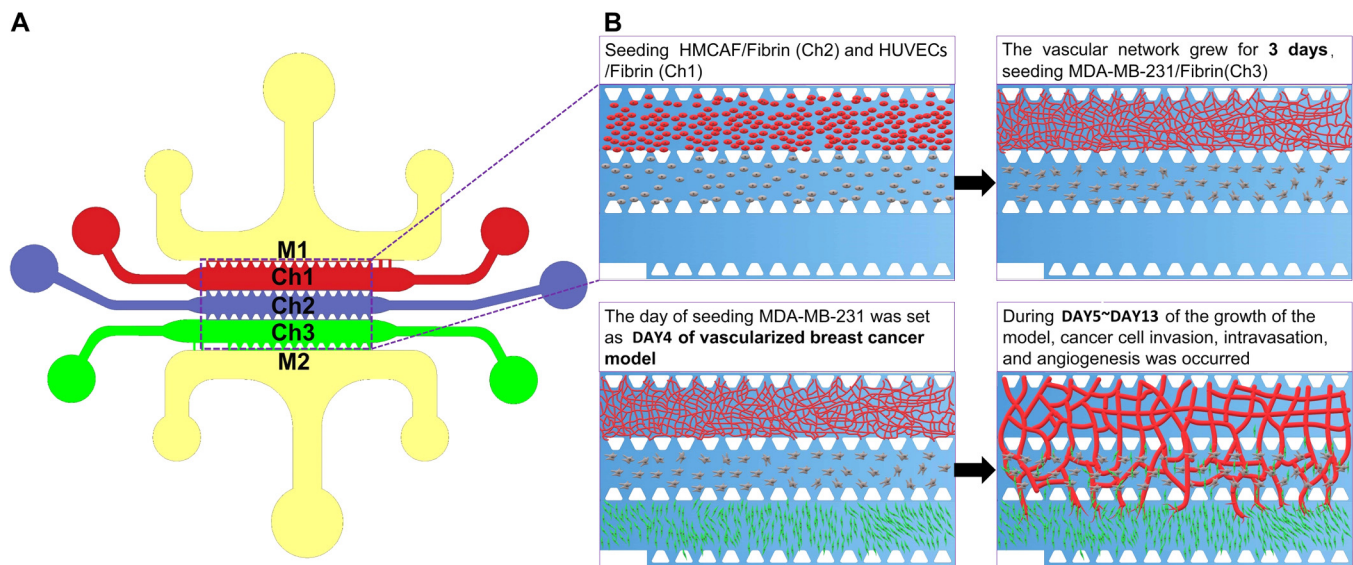 A
M1
Ch1
Ch2
Ch3
M2
B
Seeding HMCAF/Fibrin (Ch2) and HUVECs
/Fibrin (Ch1)
The vascular network grew for 3 days,
seeding MDA-MB-231/Fibrin(Ch3)
The day of seeding MDA-MB-231 was set
as DAY4 of vascularized breast cancer
model
During DAY5~DAY13 of the growth of the
model, cancer cell invasion, intravasation,
and angiogenesis was occurred